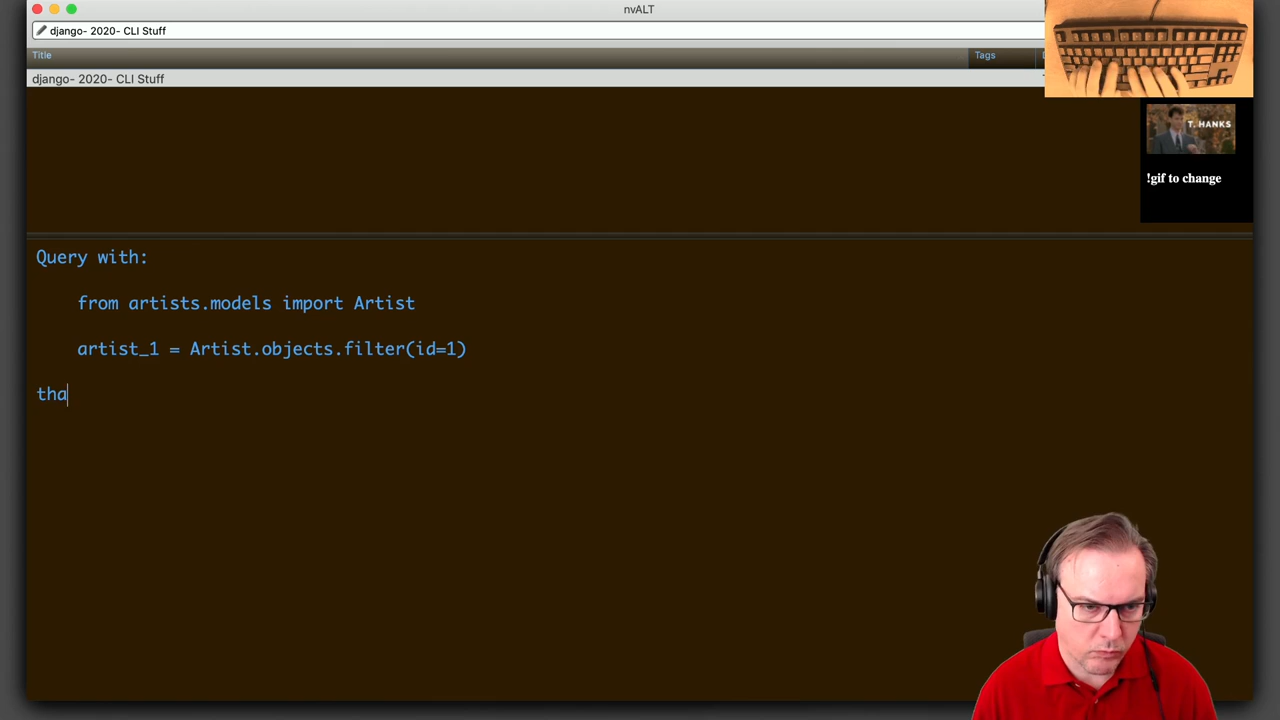 nvALT
django- 2020- CLI Stuff
Title
Tags
django- 2020- CLI Stuff
T. HANKS
!gif to change
Query with:
from artists.models import Artist
artist_1 = Artist.objects.filter(id=1)
tha